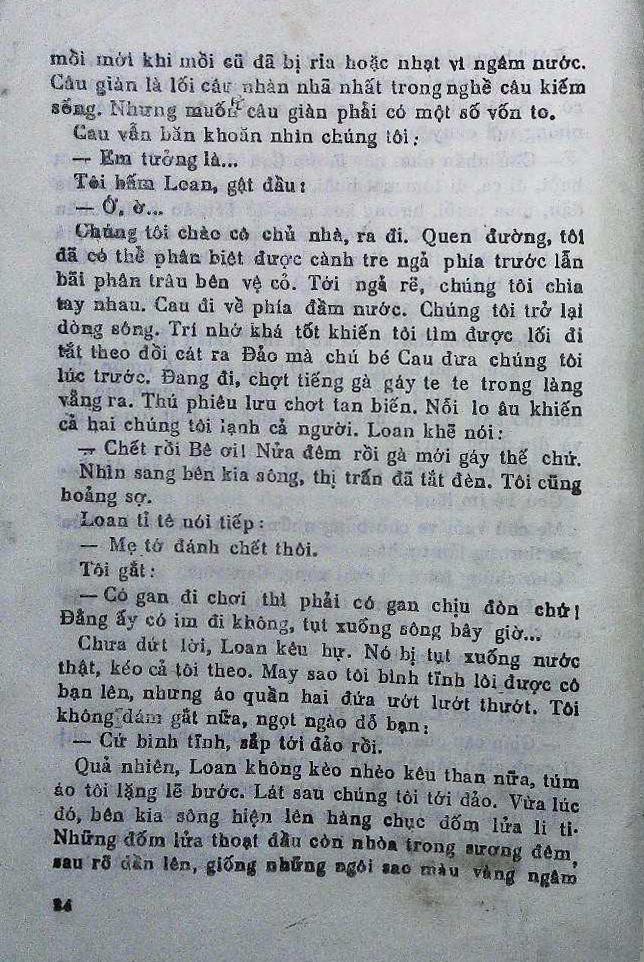 mồi mới khi mồi cũ đã bị rỉa hoặc nhạt vì ngâm nước.
Câu giàn là lối câu nhàn nhã nhất trong nghề câu kiếm
sống. Nhưng muốn câu giàn phải có một số vốn to.
Cau vẫn băn khoăn nhìn chúng tôi:
— Em tưởng là...
Tôi bấm Loan, gật đầu:
— Ờ, ờ...
Chúng tôi chào cô chủ nhà, ra đi. Quen đường, tôi
đã có thể phân biệt được cành tre ngả phía trước lẫn
bãi phân trâu bên vệ cỏ. Tới ngả rẽ, chúng tôi chia
tay nhau. Cau đi về phía đầm nước. Chúng tôi trở lại
dòng sông. Trí nhớ khá tốt khiến tôi tìm được lối đi
tắt theo đồi cát ra Đảo mà chú bé Cau đưa chúng tôi
lúc trước. Đang đi, chợt tiếng gà gáy te te trong làng
vẳng ra. Thú phiêu lưu chợt tan biến. Nỗi lo âu khiến
cả hai chúng tôi lạnh cả người. Loan khẽ nói:
— Chết rồi Bê ơi! Nửa đêm rồi gà mới gáy thế chứ.
Nhìn sang bên kia sông, thị trấn đã tắt đèn. Tôi cũng
hoảng sợ.
Loan tỉ tê nói tiếp:
— Mẹ tớ đánh chết thôi.
Tôi gắt:
— Có gan đi chơi thì phải có gan chịu đòn chứ!
Đằng ấy có im đi không, tụt xuống sông bây giờ...
Chưa dứt lời, Loan kêu hự. Nó bị tụt xuống nước
thật, kéo cả tôi theo. May sao tôi bình tĩnh lôi được cô
bạn lên, nhưng áo quần hai đứa ướt lướt thướt. Tôi
không dám gắt nữa, ngọt ngào dỗ bạn:
— Cứ bình tĩnh, sắp tới đảo rồi.
Quả nhiên, Loan không kèo nhèo kêu than nữa, túm
áo tôi lặng lẽ bước. Lát sau chúng tôi tới đảo. Vừa lúc
đó, bên kia sông hiện lên hàng chục đốm lửa li ti.
Những đốm lửa thoạt đầu còn nhòa trong sương đêm,
sau rõ dần lên, giống những ngôi sao màu vàng ngâm
84